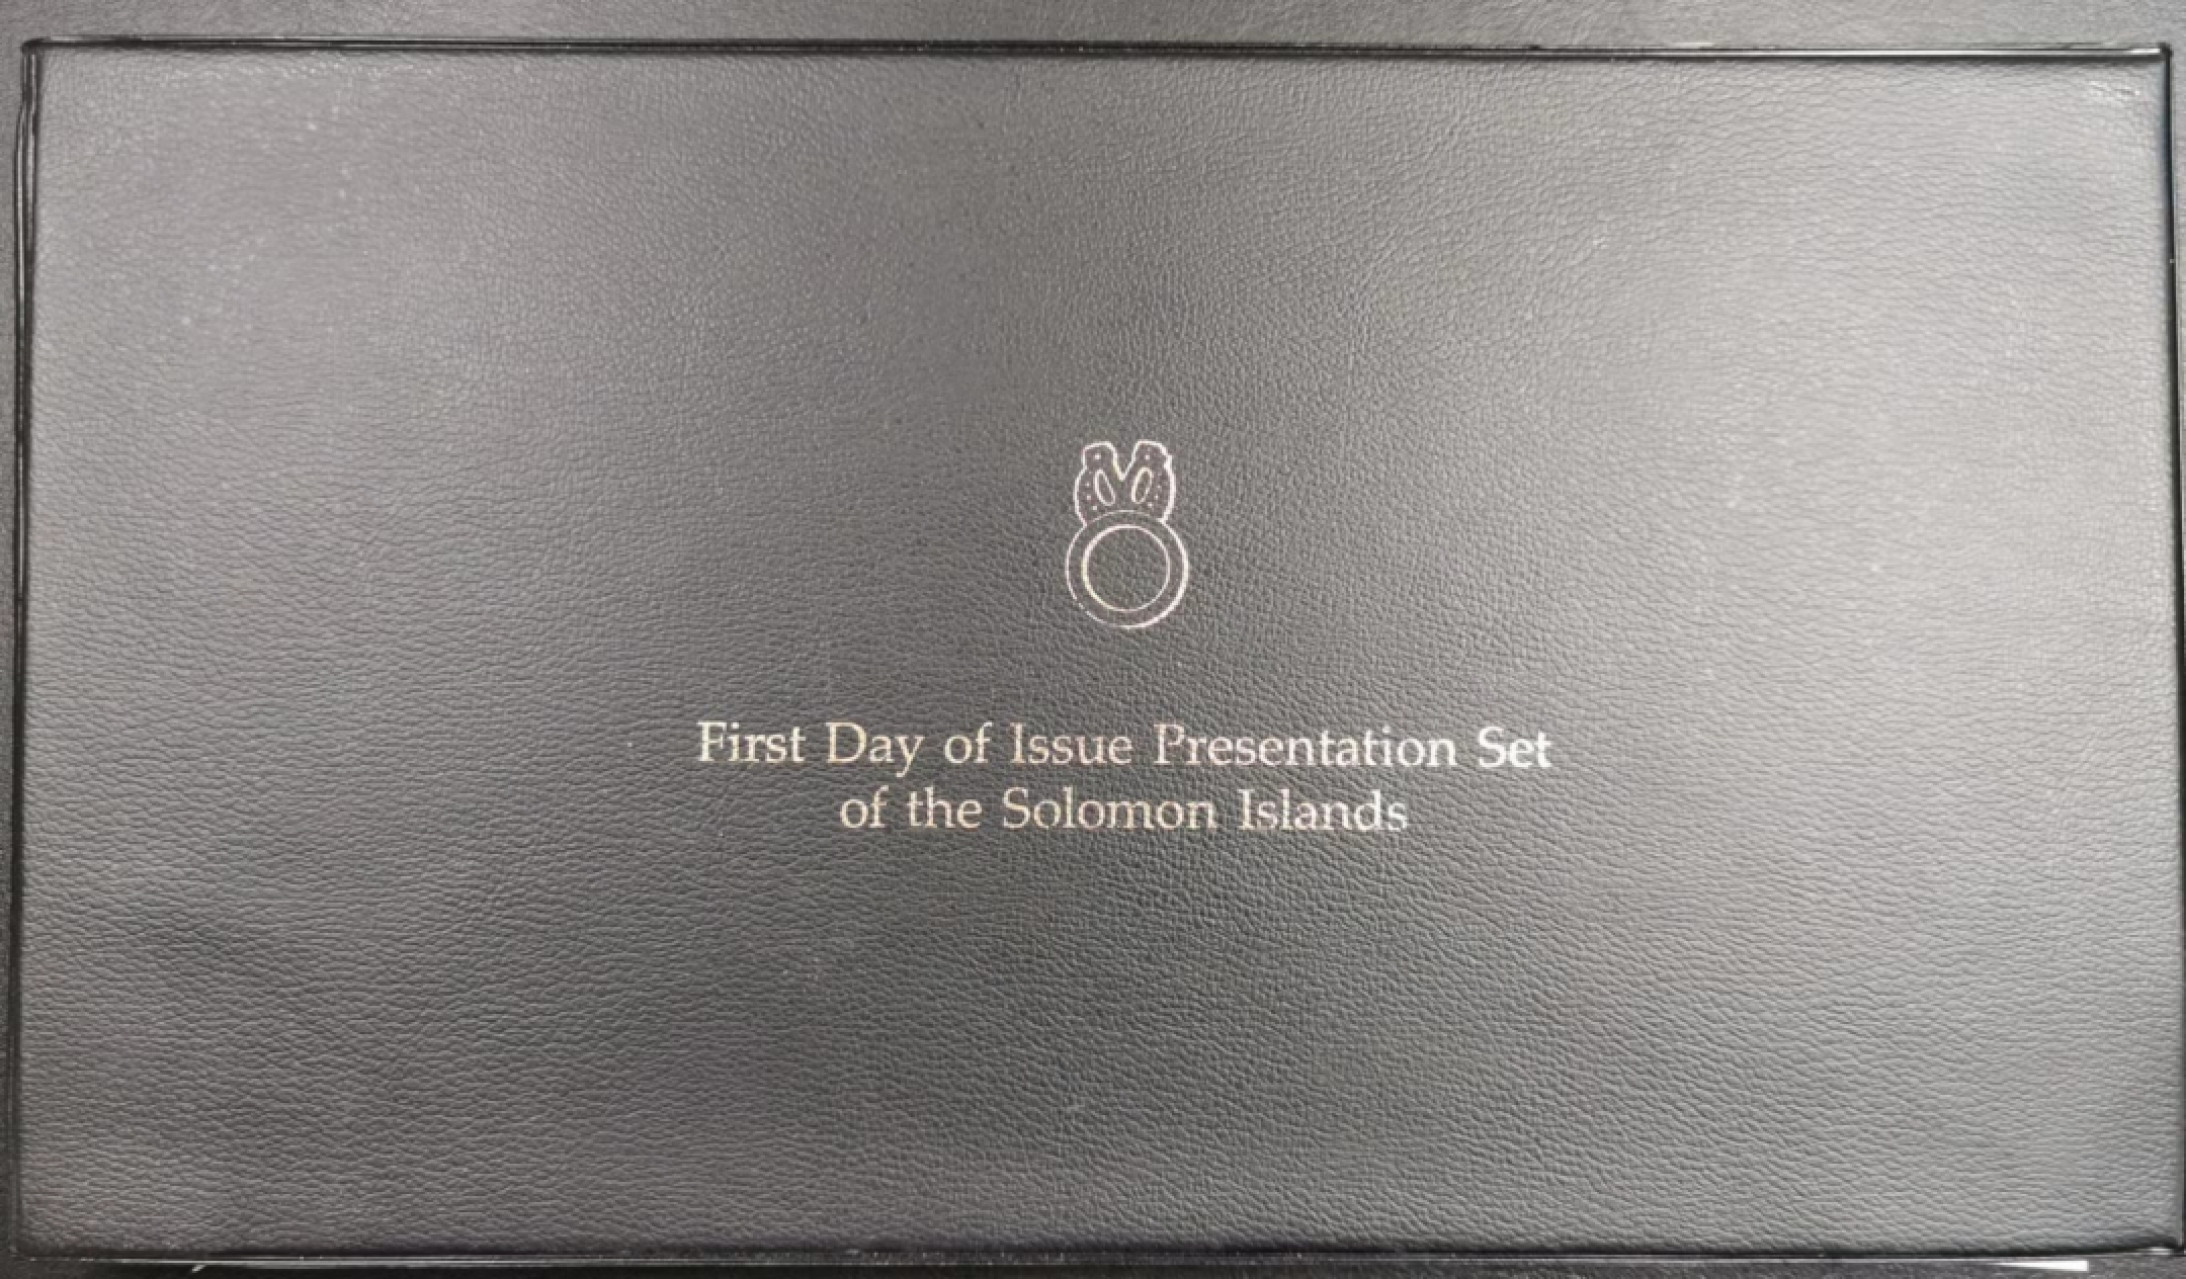 First Day of Issue Presentation Set
of the Solomon Islands